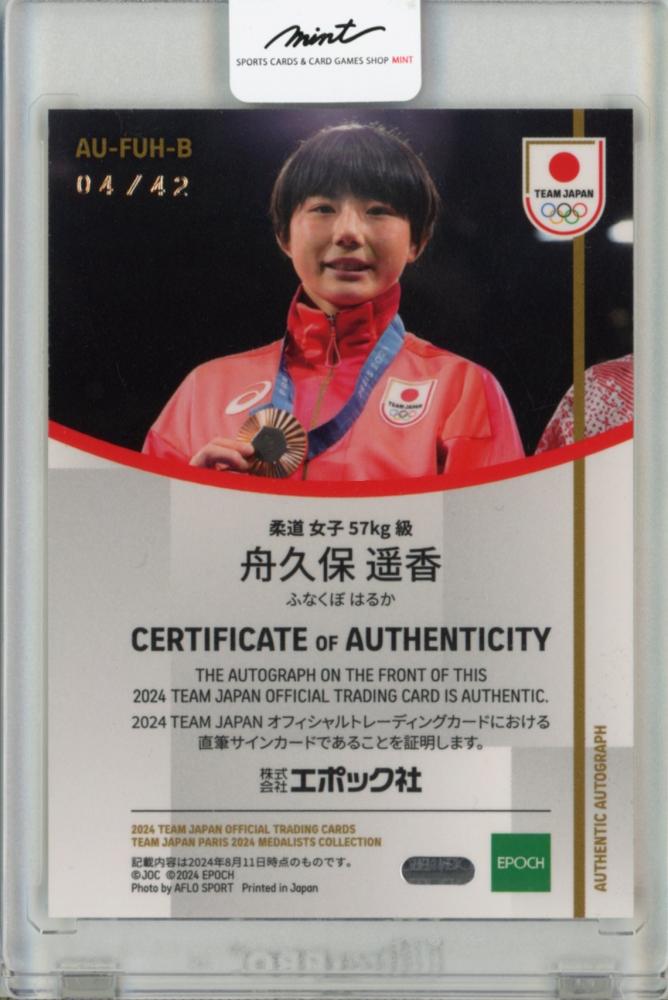 mint
SPORTS CARDS & CARD GAMES SHOP MINT
AU-FUH-B
04/42
TEAM JAPAN
TEAM JAPAN
柔道 女子 57kg 級
舟久保 遥香
ふなくぼ はるか
CERTIFICATE OF AUTHENTICITY
THE AUTOGRAPH ON THE FRONT OF THIS
2024 TEAM JAPAN OFFICIAL TRADING CARD IS AUTHENTIC.
2024 TEAM JAPAN オフィシャルトレーディングカードにおける
直筆サインカードであることを証明します。
株式会社エポック社
2024 TEAM JAPAN OFFICIAL TRADING CARDS
TEAM JAPAN PARIS 2024 MEDALISTS COLLECTION
記載内容は2024年8月11日時点のものです。
©JOC ©2024 EPOCH
Photo by AFLO SPORT Printed in Japan
EPOCH
AUTHENTIC AUTOGRAPH